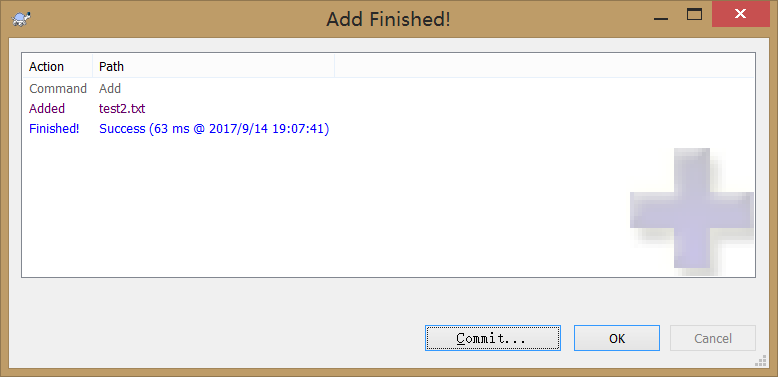 Add Finished!
Action Path
Command Add
Added test2.txt
Finished! Success (63 ms @ 2017/9/14 19:07:41)
Commit... OK Cancel